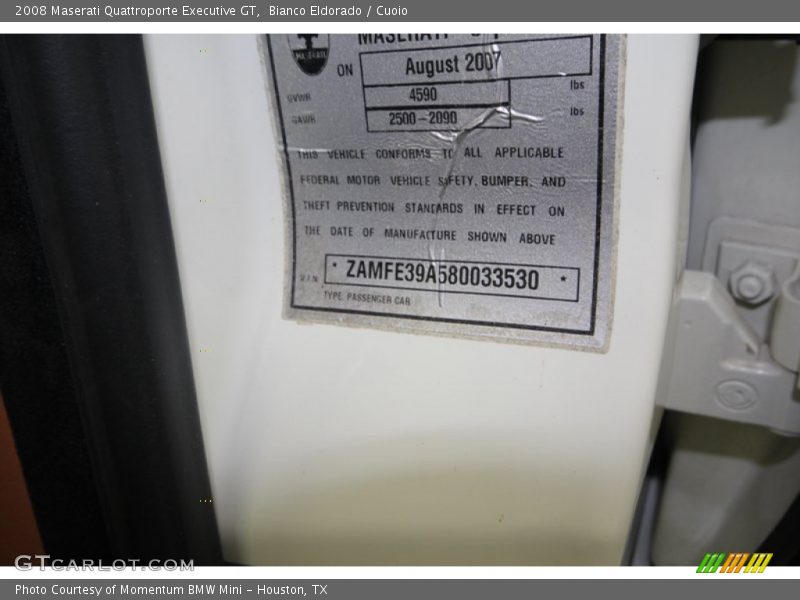 2008 Maserati Quattroporte Executive GT,  Bianco Eldorado / Cuoio
MASERATI
MASERATI
ON August 2007
GVWR 4590 lbs
GAWR 2500-2090 lbs
THIS VEHICLE CONFORMS TO ALL APPLICABLE
FEDERAL MOTOR VEHICLE SAFETY, BUMPER, AND
THEFT PREVENTION STANDARDS IN EFFECT ON
THE DATE OF MANUFACTURE SHOWN ABOVE
V.I.N. * ZAMFE39A580033530 *
TYPE PASSENGER CAR
GTCARLOT.COM
Photo Courtesy of Momentum BMW Mini - Houston, TX